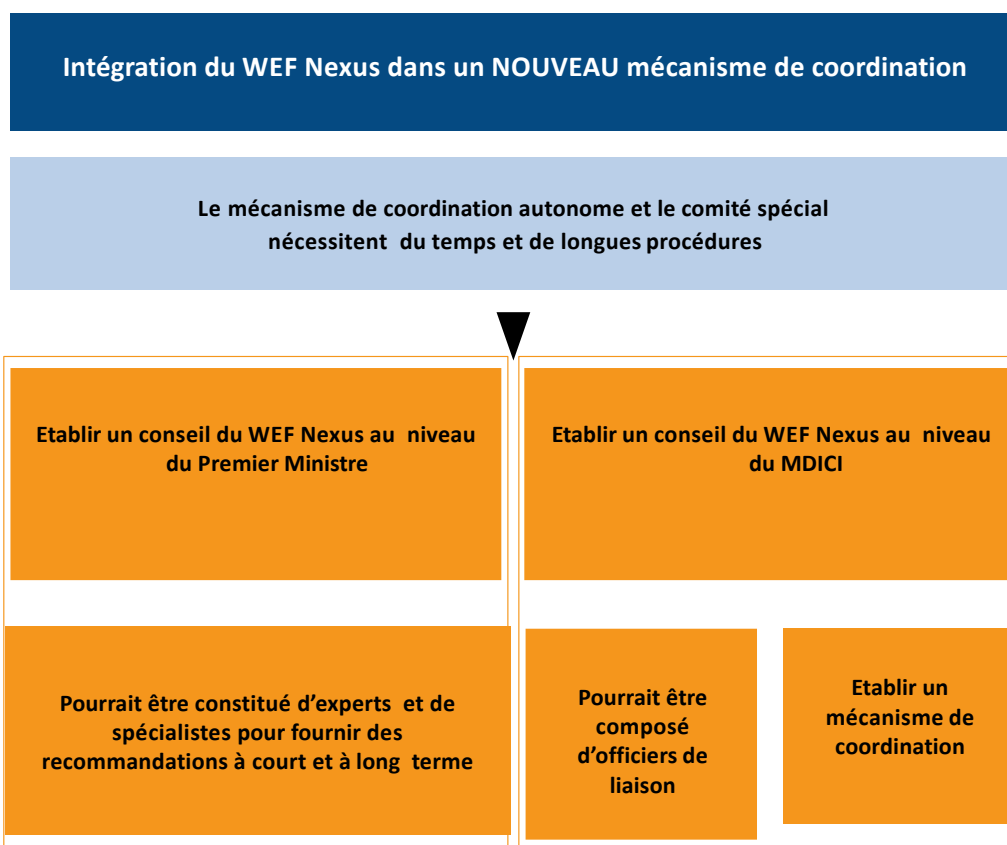 Intégration du WEF Nexus dans un NOUVEAU mécanisme de coordination
Le mécanisme de coordination autonome et le comité spécial
nécessitent du temps et de longues procédures
Etablir un conseil du WEF Nexus au niveau
du Premier Ministre
Etablir un conseil du WEF Nexus au niveau
du MDICI
Pourrait être constitué d’experts et de
spécialistes pour fournir des
recommandations à court et à long terme
Pourrait être
composé
d’officiers de
liaison
Etablir un
mécanisme de
coordination